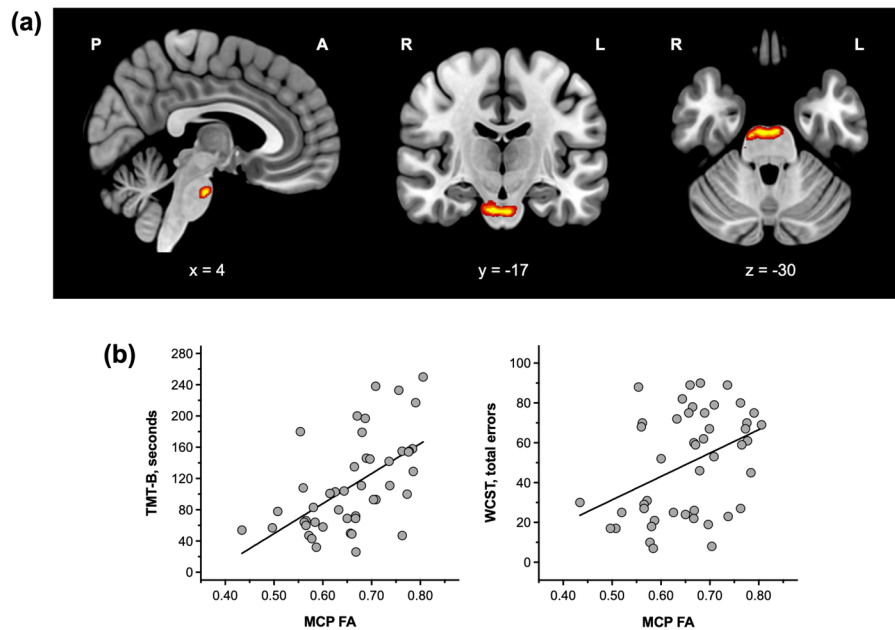 (a)
P A R L R L
x = 4 y = -17 z = -30
(b)
TMT-B, seconds
280
240
200
160
120
80
40
0
0.40 0.50 0.60 0.70 0.80
MCP FA
WCST, total errors
100
80
60
40
20
0
0.40 0.50 0.60 0.70 0.80
MCP FA